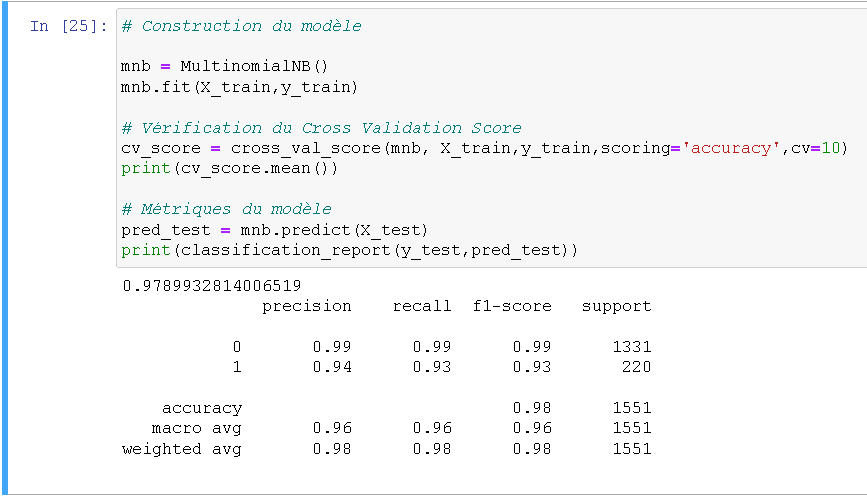 In [25]: # Construction du modèle
mnb = MultinomialNB()
mnb.fit(X_train,y_train)
# Vérification du Cross Validation Score
cv_score = cross_val_score(mnb, X_train,y_train,scoring='accuracy',cv=10)
print(cv_score.mean())
# Métriques du modèle
pred_test = mnb.predict(X_test)
print(classification_report(y_test,pred_test))
0.9789932814006519
precision recall f1-score support
0 0.99 0.99 0.99 1331
1 0.94 0.93 0.93 220
accuracy 0.98 1551
macro avg 0.96 0.96 0.96 1551
weighted avg 0.98 0.98 0.98 1551